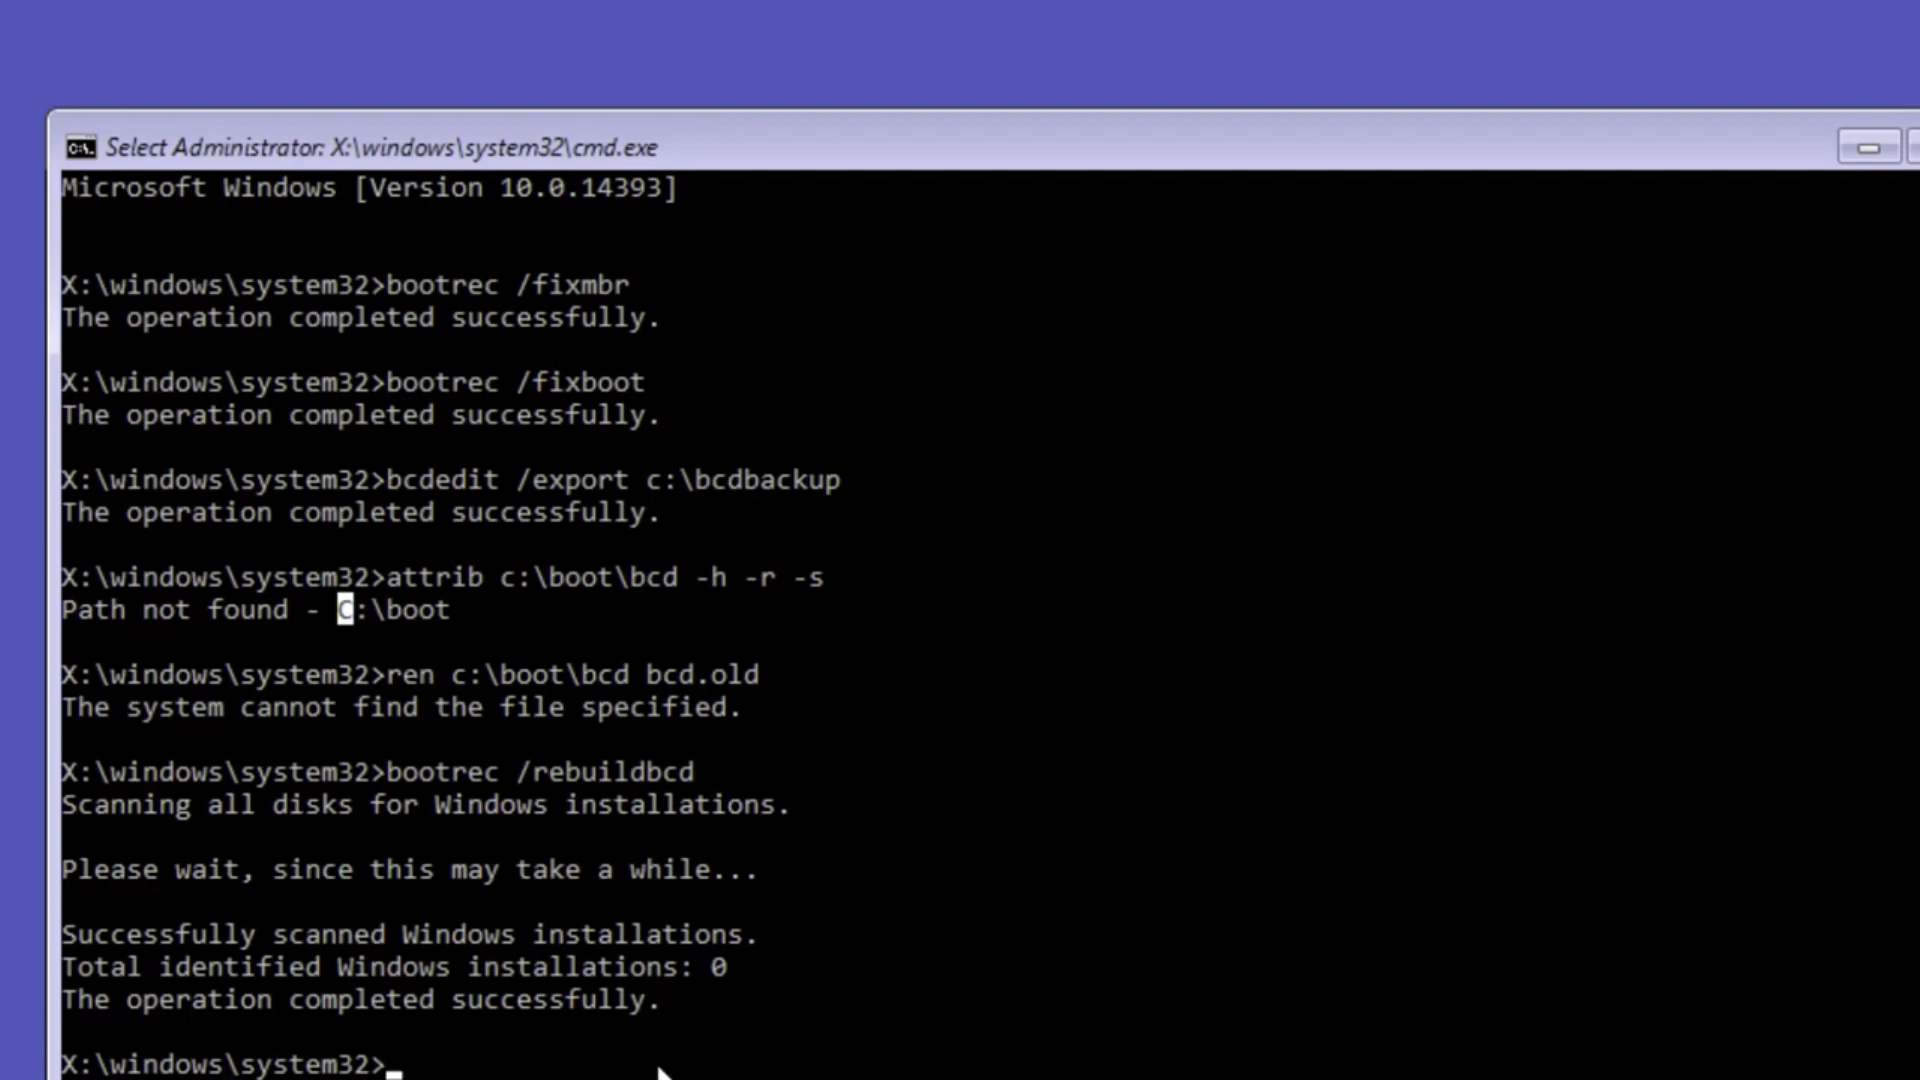 Select Administrator: X:\windows\system32\cmd.exe
Microsoft Windows [Version 10.0.14393]
X:\windows\system32>bootrec /fixmbr
The operation completed successfully.
X:\windows\system32>bootrec /fixboot
The operation completed successfully.
X:\windows\system32>bcdedit /export c:\bcdbackup
The operation completed successfully.
X:\windows\system32>attrib c:\boot\bcd -h -r -s
Path not found - C:\boot
X:\windows\system32>ren c:\boot\bcd bcd.old
The system cannot find the file specified.
X:\windows\system32>bootrec /rebuildbcd
Scanning all disks for Windows installations.
Please wait, since this may take a while...
Successfully scanned Windows installations.
Total identified Windows installations: 0
The operation completed successfully.
X:\windows\system32>